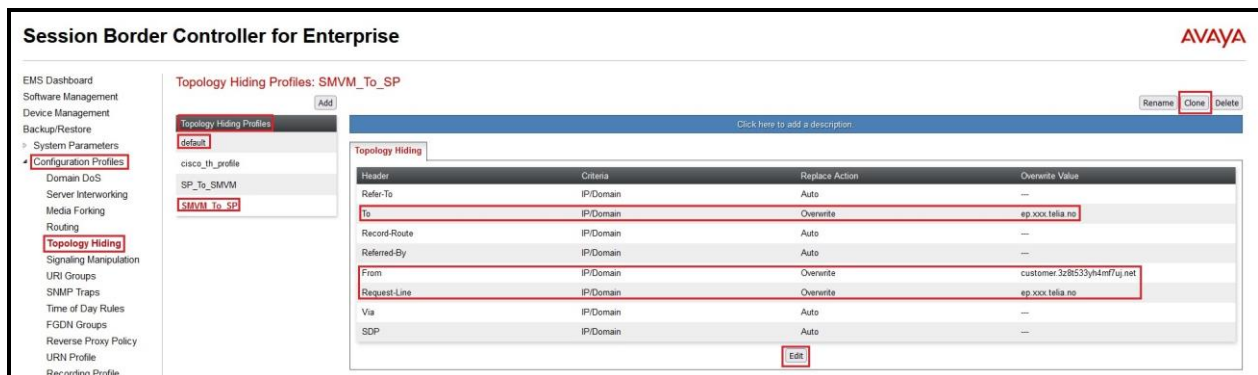 Session Border Controller for Enterprise
AVAYA
EMS Dashboard
Software Management
Device Management
Backup/Restore
System Parameters
Configuration Profiles
Domain DoS
Server Interworking
Media Forking
Routing
Topology Hiding
Signaling Manipulation
URI Groups
SNMP Traps
Time of Day Rules
FGDN Groups
Reverse Proxy Policy
URN Profile
Recording Profile
Topology Hiding Profiles: SMVM_To_SP
Add
Rename Clone Delete
Topology Hiding Profiles
default
cisco_th_profile
SP_To_SMVM
SMVM_To_SP
Click here to add a description.
Topology Hiding
Header Criteria Replace Action Overwrite Value
Refer-To IP/Domain Auto ---
To IP/Domain Overwrite ep.xxx.telia.no
Record-Route IP/Domain Auto ---
Referred-By IP/Domain Auto ---
From IP/Domain Overwrite customer.3z8t533yh4mf7uj.net
Request-Line IP/Domain Overwrite ep.xxx.telia.no
Via IP/Domain Auto ---
SDP IP/Domain Auto ---
Edit